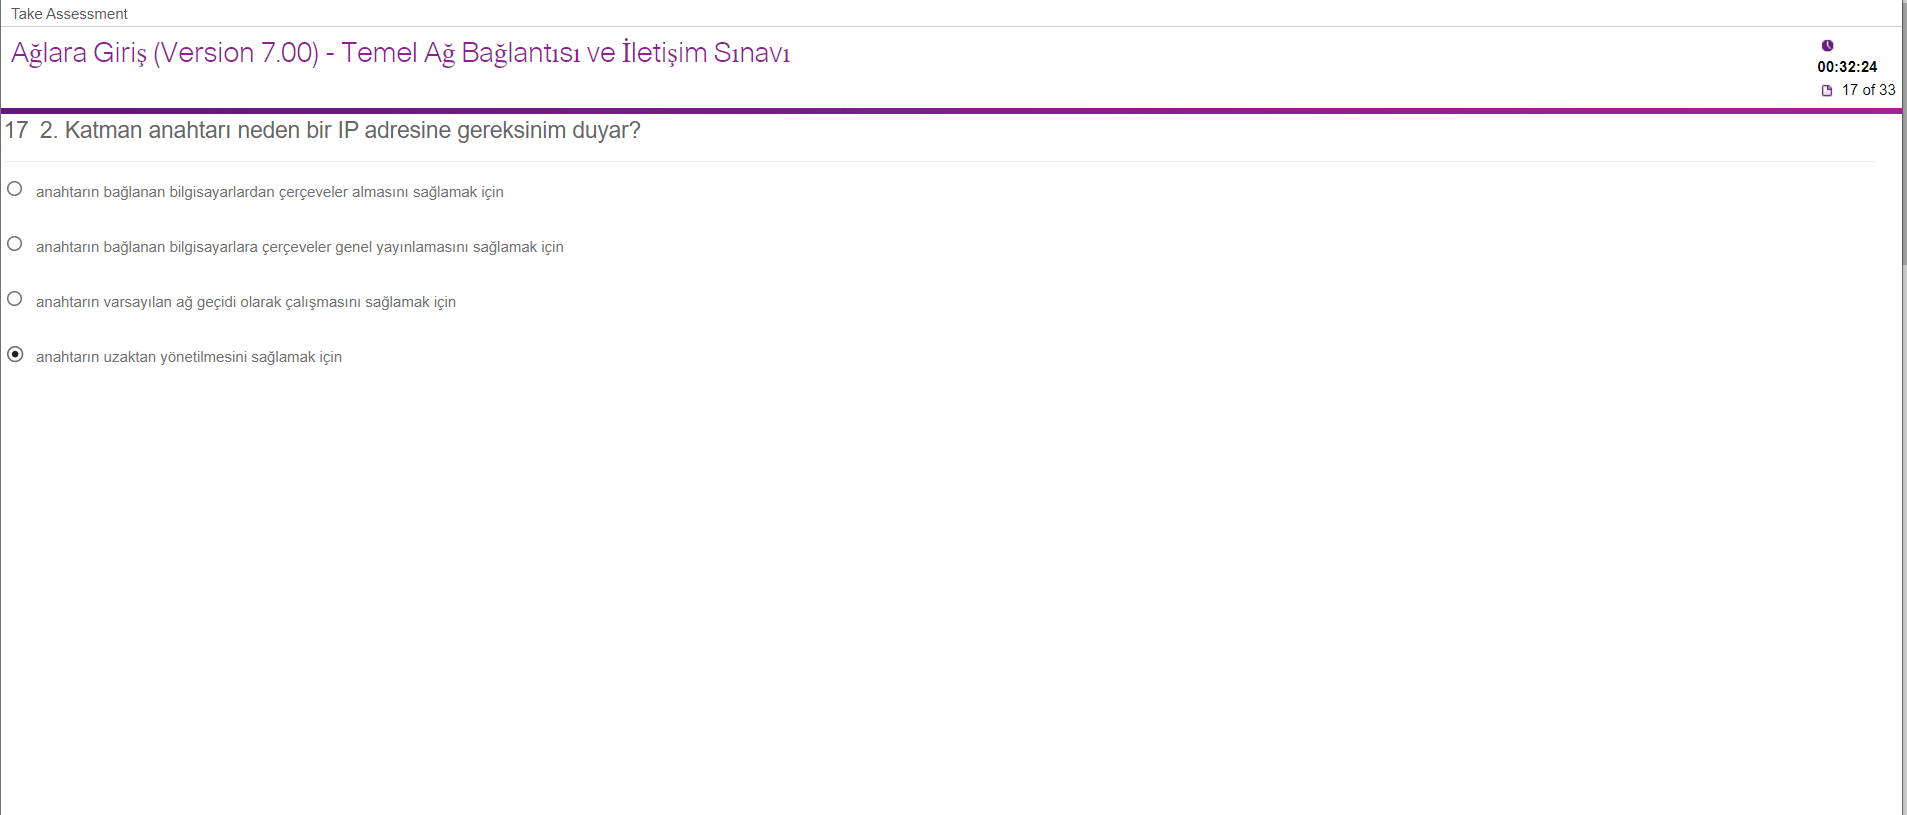 Take Assessment
Ağlara Giriş (Version 7.00) - Temel Ağ Bağlantısı ve İletişim Sınavı
00:32:24
17 of 33
17 2. Katman anahtarı neden bir IP adresine gereksinim duyar?
anahtarın bağlanan bilgisayarlardan çerçeveler almasını sağlamak için
anahtarın bağlanan bilgisayarlara çerçeveler genel yayınlamasını sağlamak için
anahtarın varsayılan ağ geçidi olarak çalışmasını sağlamak için
anahtarın uzaktan yönetilmesini sağlamak için